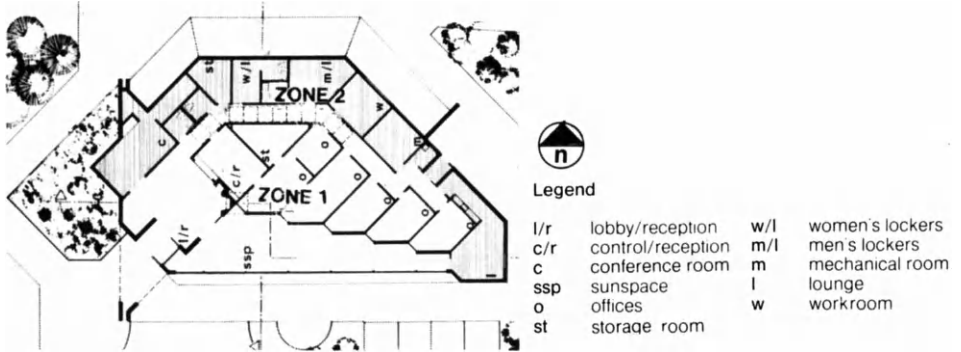 st
w/l
m/l
ZONE 2
w
c
st
o
m
c/r
o
ZONE 1
o
o
o
l/r
ssp
l
n
Legend
l/r lobby/reception
c/r control/reception
c conference room
ssp sunspace
o offices
st storage room
w/l women's lockers
m/l men's lockers
m mechanical room
l lounge
w workroom